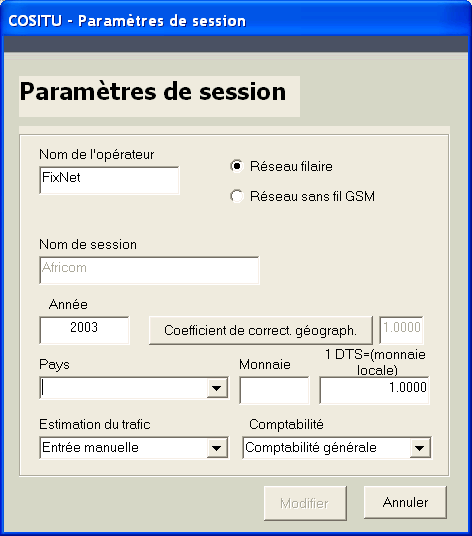 COSITU - Paramètres de session
Paramètres de session
Nom de l'opérateur
FixNet
Réseau filaire
Réseau sans fil GSM
Nom de session
Africom
Année
2003
Coefficient de correct. géograph.
1.0000
Pays
Monnaie
1 DTS=(monnaie
locale)
1.0000
Estimation du trafic
Comptabilité
Entrée manuelle
Comptabilité générale
Modifier
Annuler